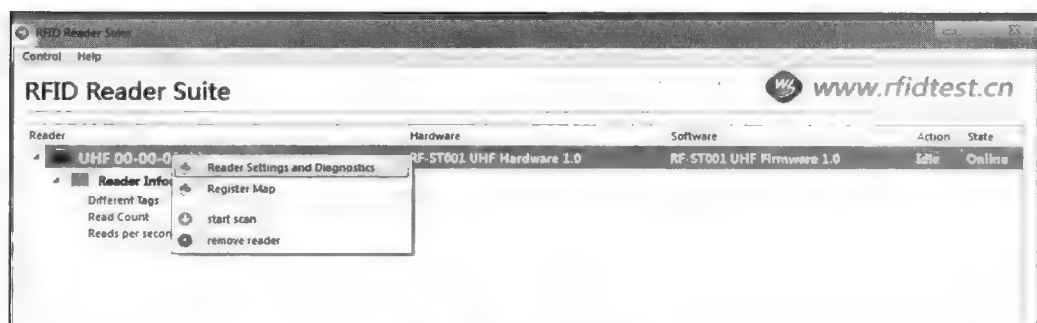 RFID Reader Suite
Control Help
RFID Reader Suite
www.rfidtest.cn
Reader Hardware Software Action State
UHF 00-00-0 RF-ST001 UHF Hardware 1.0 RF-ST001 UHF Firmware 1.0 Idle Online
Reader Settings and Diagnostics
Reader Info
Register Map
Different Tags
Read Count
start scan
Reads per secon
remove reader